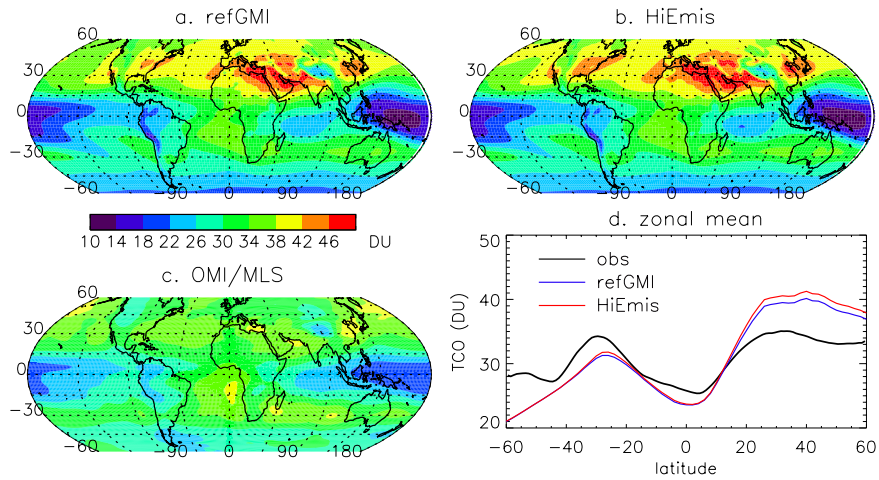 a. refGMI
60
30
0
−30
−60
0
90
180
b. HiEmis
60
30
0
−30
−60
0
90
180
10 14 18 22 26 30 34 38 42 46 DU
c. OMI/MLS
60
30
0
−30
−60
0
90
180
d. zonal mean
50
40
30
20
TCO (DU)
obs
refGMI
HiEmis
−60 −40 −20 0 20 40 60
latitude